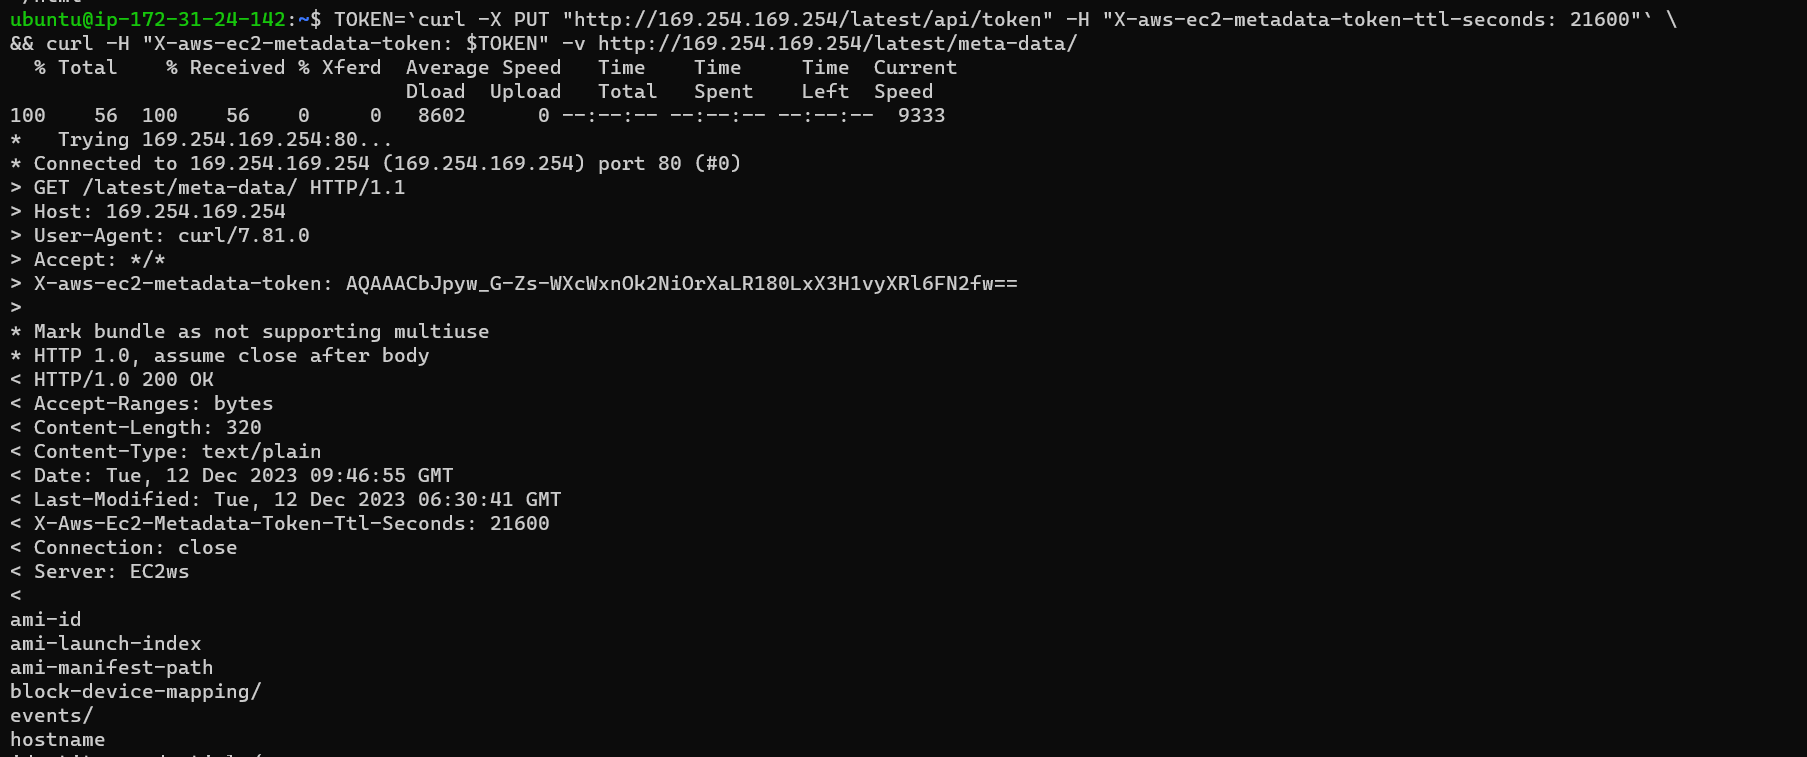 ubuntu@ip-172-31-24-142:~$ TOKEN=`curl -X PUT "http://169.254.169.254/latest/api/token" -H "X-aws-ec2-metadata-token-ttl-seconds: 21600"` \
&& curl -H "X-aws-ec2-metadata-token: $TOKEN" -v http://169.254.169.254/latest/meta-data/
  % Total    % Received % Xferd  Average Speed   Time    Time     Time  Current
                                 Dload  Upload   Total   Spent    Left  Speed
100    56  100    56    0     0   8602      0 --:--:-- --:--:-- --:--:--  9333
*   Trying 169.254.169.254:80...
* Connected to 169.254.169.254 (169.254.169.254) port 80 (#0)
> GET /latest/meta-data/ HTTP/1.1
> Host: 169.254.169.254
> User-Agent: curl/7.81.0
> Accept: */*
> X-aws-ec2-metadata-token: AQAAACbJpyw_G-Zs-WXcWxnOk2NiOrXaLR180LxX3H1vyXRl6FN2fw==
>
* Mark bundle as not supporting multiuse
* HTTP 1.0, assume close after body
< HTTP/1.0 200 OK
< Accept-Ranges: bytes
< Content-Length: 320
< Content-Type: text/plain
< Date: Tue, 12 Dec 2023 09:46:55 GMT
< Last-Modified: Tue, 12 Dec 2023 06:30:41 GMT
< X-Aws-Ec2-Metadata-Token-Ttl-Seconds: 21600
< Connection: close
< Server: EC2ws
<
ami-id
ami-launch-index
ami-manifest-path
block-device-mapping/
events/
hostname